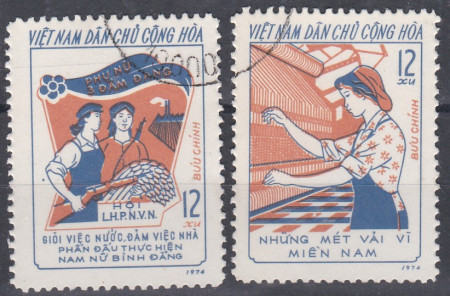 VIỆT NAM DÂN CHỦ CỘNG HÒA
PHỤ NỮ
3 ĐẢM ĐANG
BƯU CHÍNH
HỘI
L.H.P.N.V.N.
12
xu
GIỎI VIỆC NƯỚC, ĐẢM VIỆC NHÀ
PHẤN ĐẤU THỰC HIỆN
NAM NỮ BÌNH ĐẲNG
1974
VIỆT NAM DÂN CHỦ CỘNG HÒA
12
xu
BƯU CHÍNH
NHỮNG MÉT VẢI VÌ
MIỀN NAM
1974